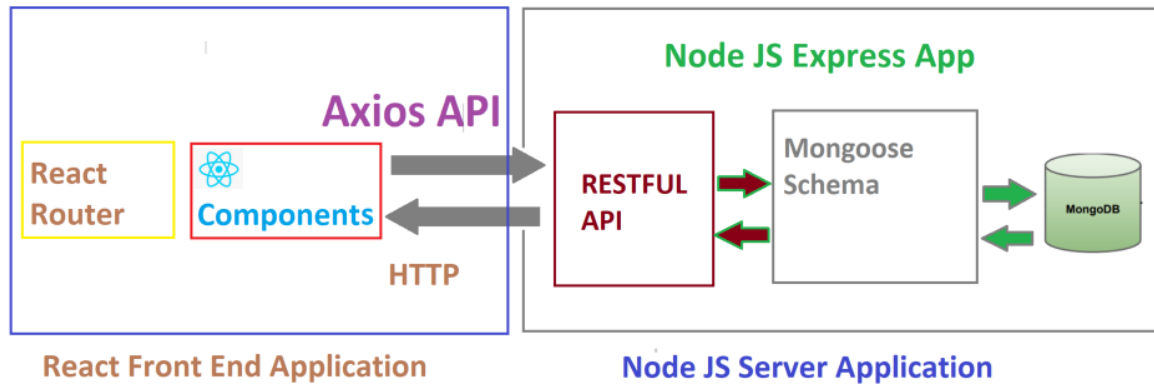 Node JS Express App
Axios API
React
Router
Components
HTTP
RESTFUL
API
Mongoose
Schema
MongoDB
React Front End Application
Node JS Server Application